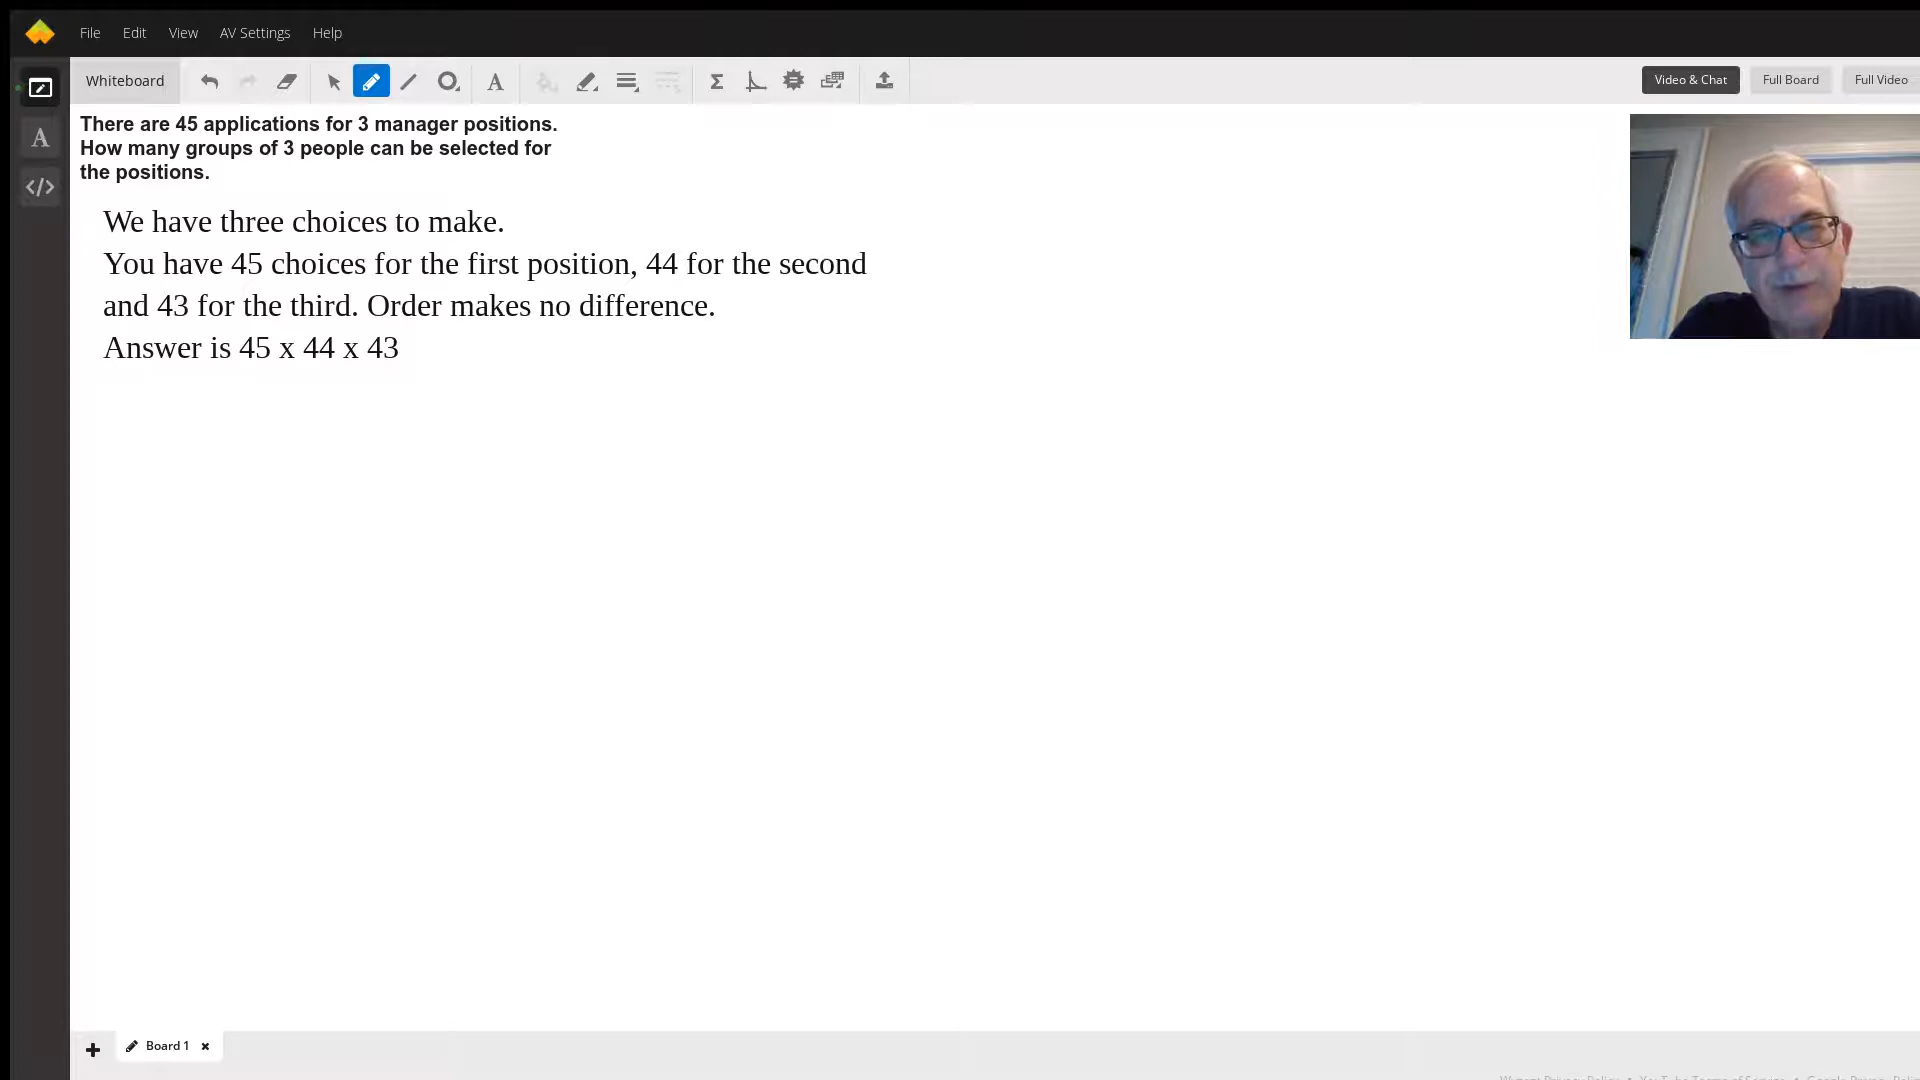 File Edit View AV Settings Help
Whiteboard
Video & Chat Full Board Full Video
There are 45 applications for 3 manager positions.
How many groups of 3 people can be selected for
the positions.
We have three choices to make.
You have 45 choices for the first position, 44 for the second
and 43 for the third. Order makes no difference.
Answer is 45 x 44 x 43
Board 1